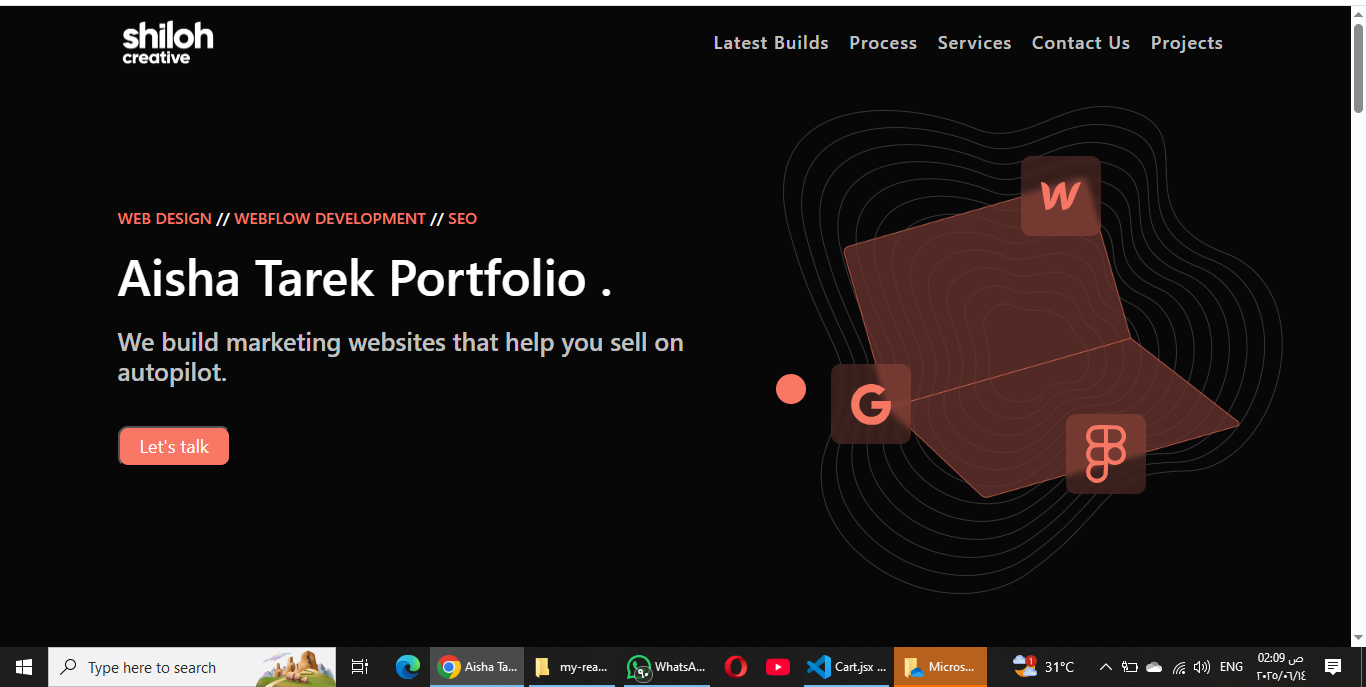 shiloh
creative
Latest Builds Process Services Contact Us Projects
WEB DESIGN // WEBFLOW DEVELOPMENT // SEO
Aisha Tarek Portfolio .
We build marketing websites that help you sell on
autopilot.
Let's talk
Type here to search
Aisha Ta...
my-rea...
WhatsA...
Cart.jsx ...
Micros...
1
31°C
ENG
02:09 ص
٢٠٢٥/٠٦/١٤